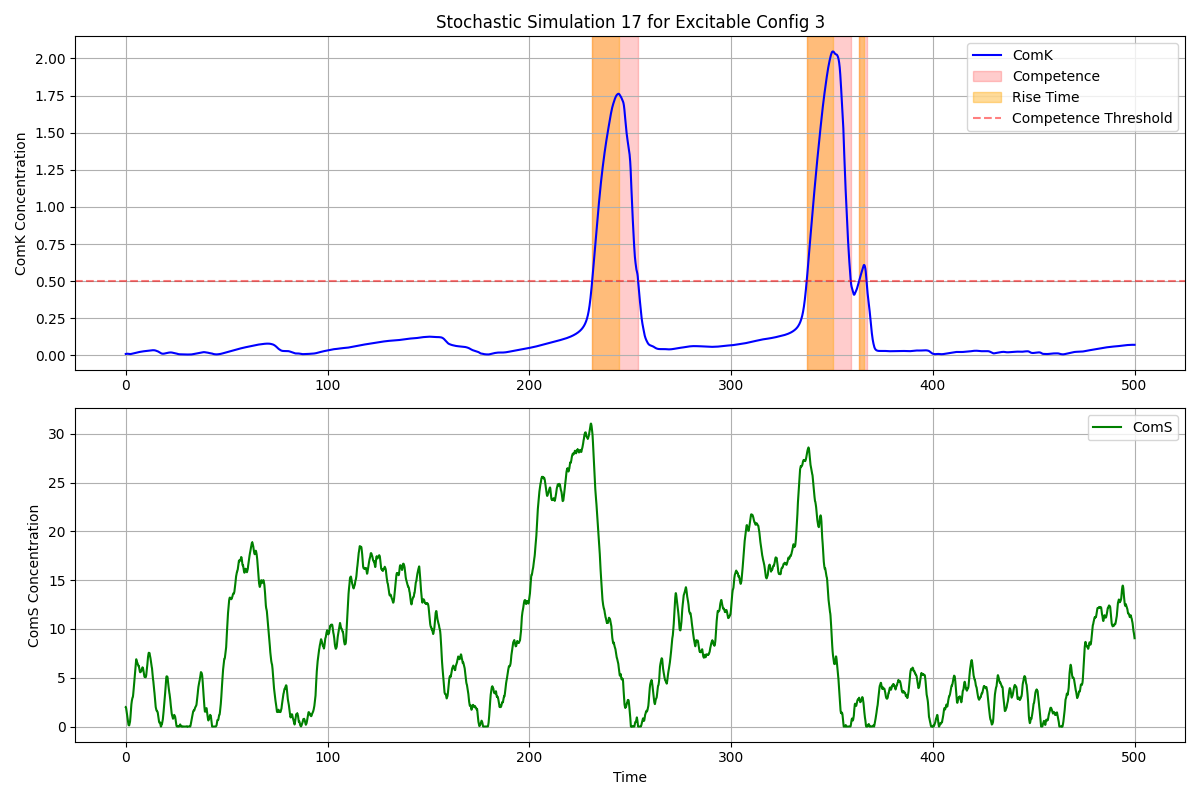 Stochastic Simulation 17 for Excitable Config 3
ComK Concentration
2.00
1.75
1.50
1.25
1.00
0.75
0.50
0.25
0.00
ComK
Competence
Rise Time
Competence Threshold
0 100 200 300 400 500
ComS Concentration
30
25
20
15
10
5
0
ComS
0 100 200 300 400 500
Time